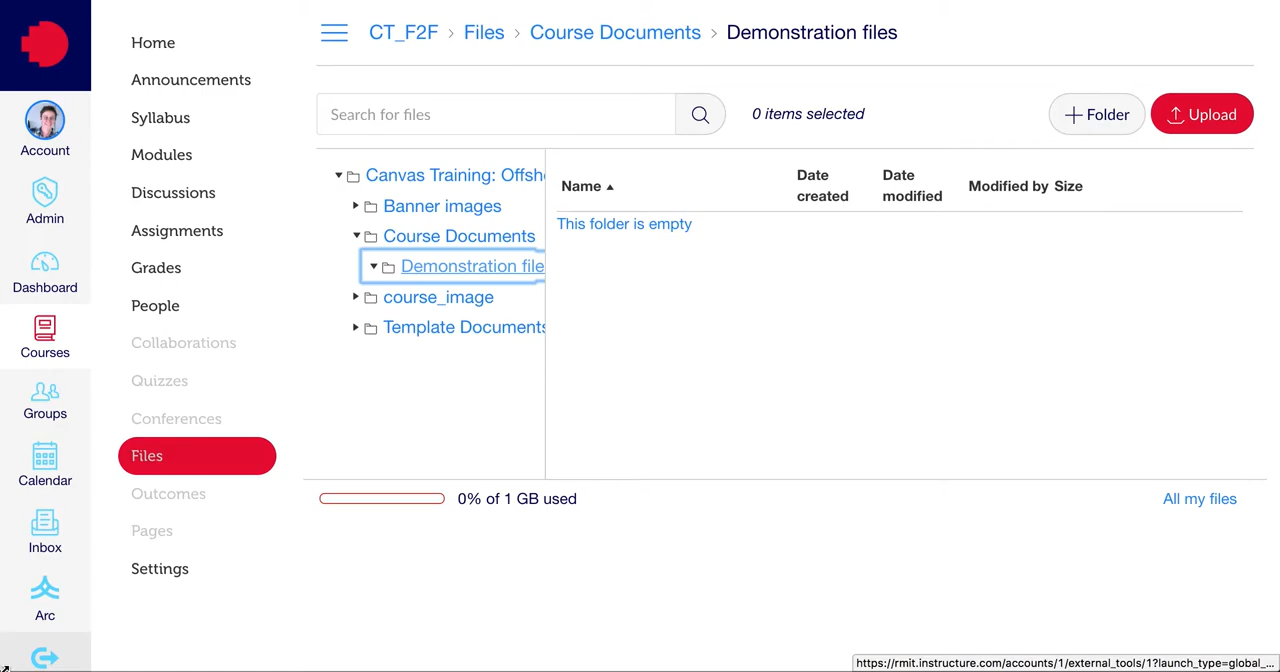 CT_F2F › Files › Course Documents › Demonstration files
Account
Admin
Dashboard
Courses
Groups
Calendar
Inbox
Arc
Home
Announcements
Syllabus
Modules
Discussions
Assignments
Grades
People
Collaborations
Quizzes
Conferences
Files
Outcomes
Pages
Settings
Search for files
0 items selected
+ Folder
Upload
Canvas Training: Offsh
Banner images
Course Documents
Demonstration file
course_image
Template Documents
Name
Date created
Date modified
Modified by
Size
This folder is empty
0% of 1 GB used
All my files
https://rmit.instructure.com/accounts/1/external_tools/1?launch_type=global_...